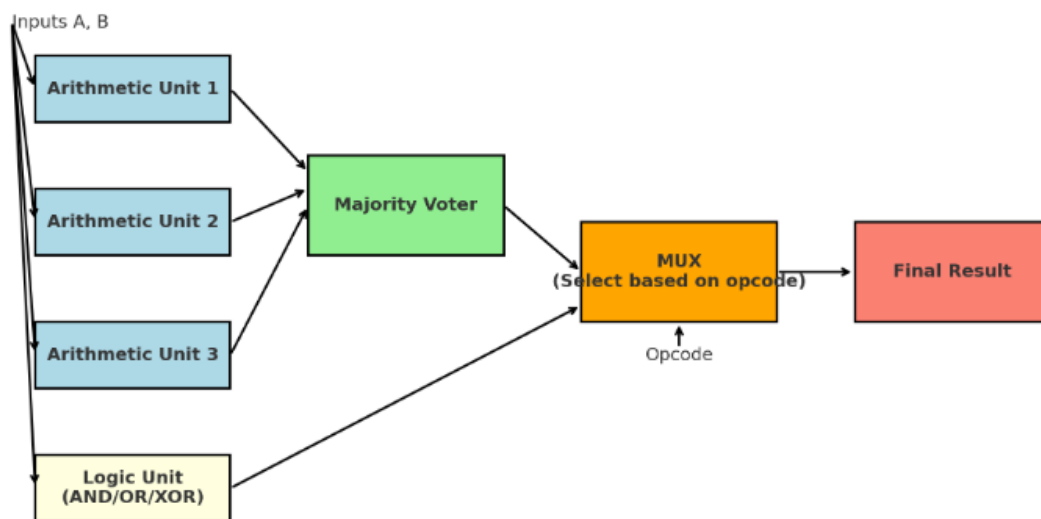 Inputs A, B
Arithmetic Unit 1
Arithmetic Unit 2
Majority Voter
Arithmetic Unit 3
Logic Unit
(AND/OR/XOR)
MUX
(Select based on opcode)
Opcode
Final Result